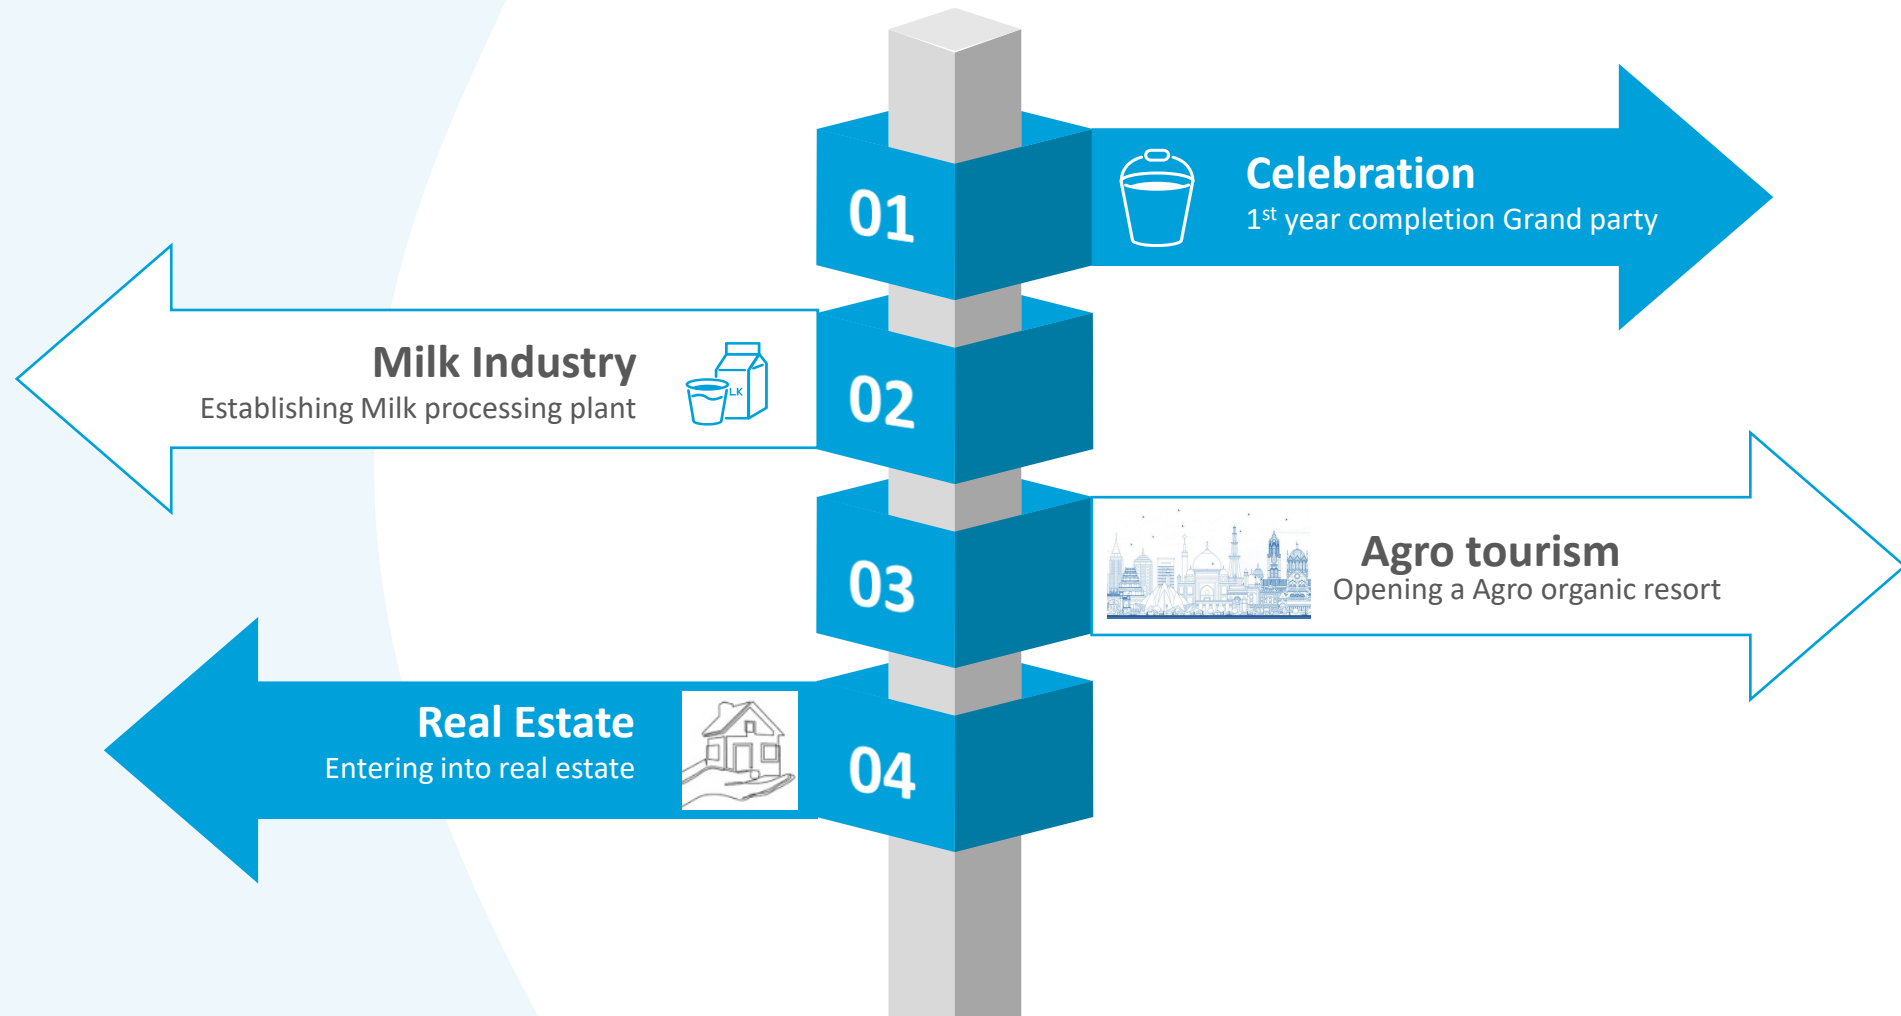 01
Celebration
1st year completion Grand party
Milk Industry
Establishing Milk processing plant
LK
02
03
Agro tourism
Opening a Agro organic resort
Real Estate
Entering into real estate
04